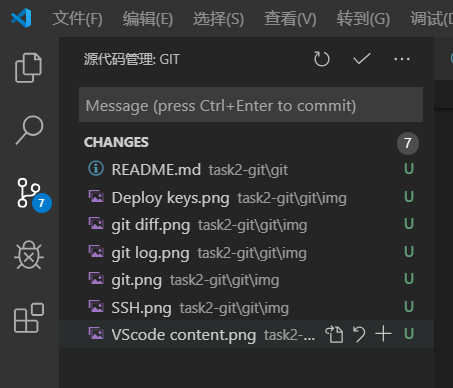 文件(F) 编辑(E) 选择(S) 查看(V) 转到(G) 调试(
源代码管理: GIT
Message (press Ctrl+Enter to commit)
CHANGES 7
README.md task2-git\git U
Deploy keys.png task2-git\git\img U
7
git diff.png task2-git\git\img U
git log.png task2-git\git\img U
git.png task2-git\git\img U
SSH.png task2-git\git\img U
VScode content.png task2-... U